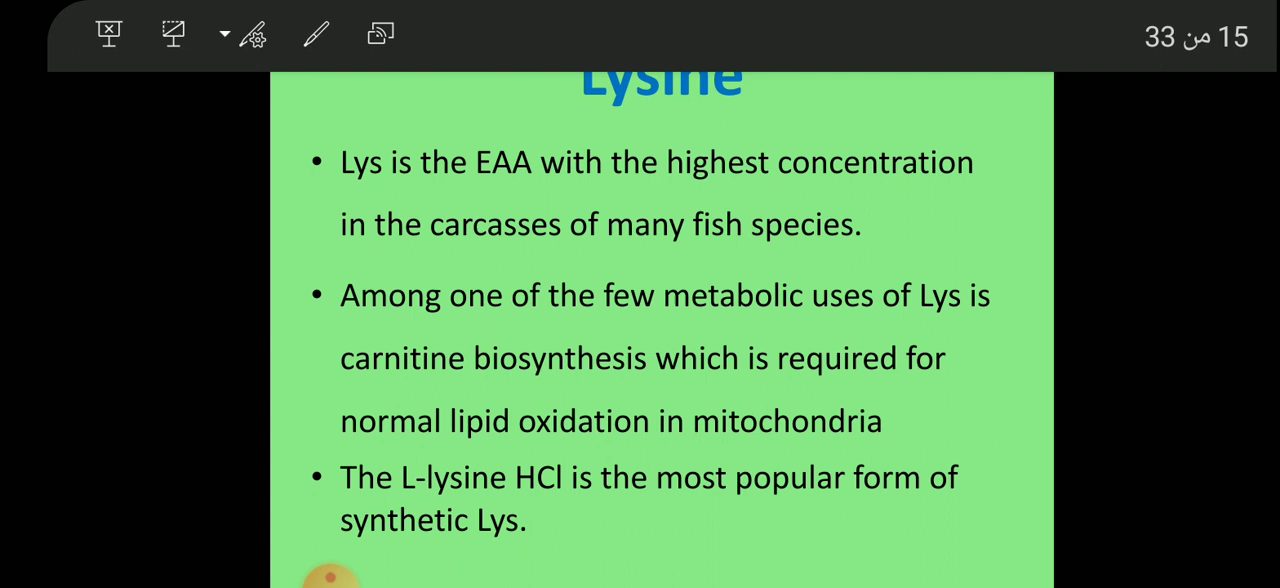 15 من 33
Lysine
• Lys is the EAA with the highest concentration
in the carcasses of many fish species.
• Among one of the few metabolic uses of Lys is
carnitine biosynthesis which is required for
normal lipid oxidation in mitochondria
• The L-lysine HCl is the most popular form of
synthetic Lys.